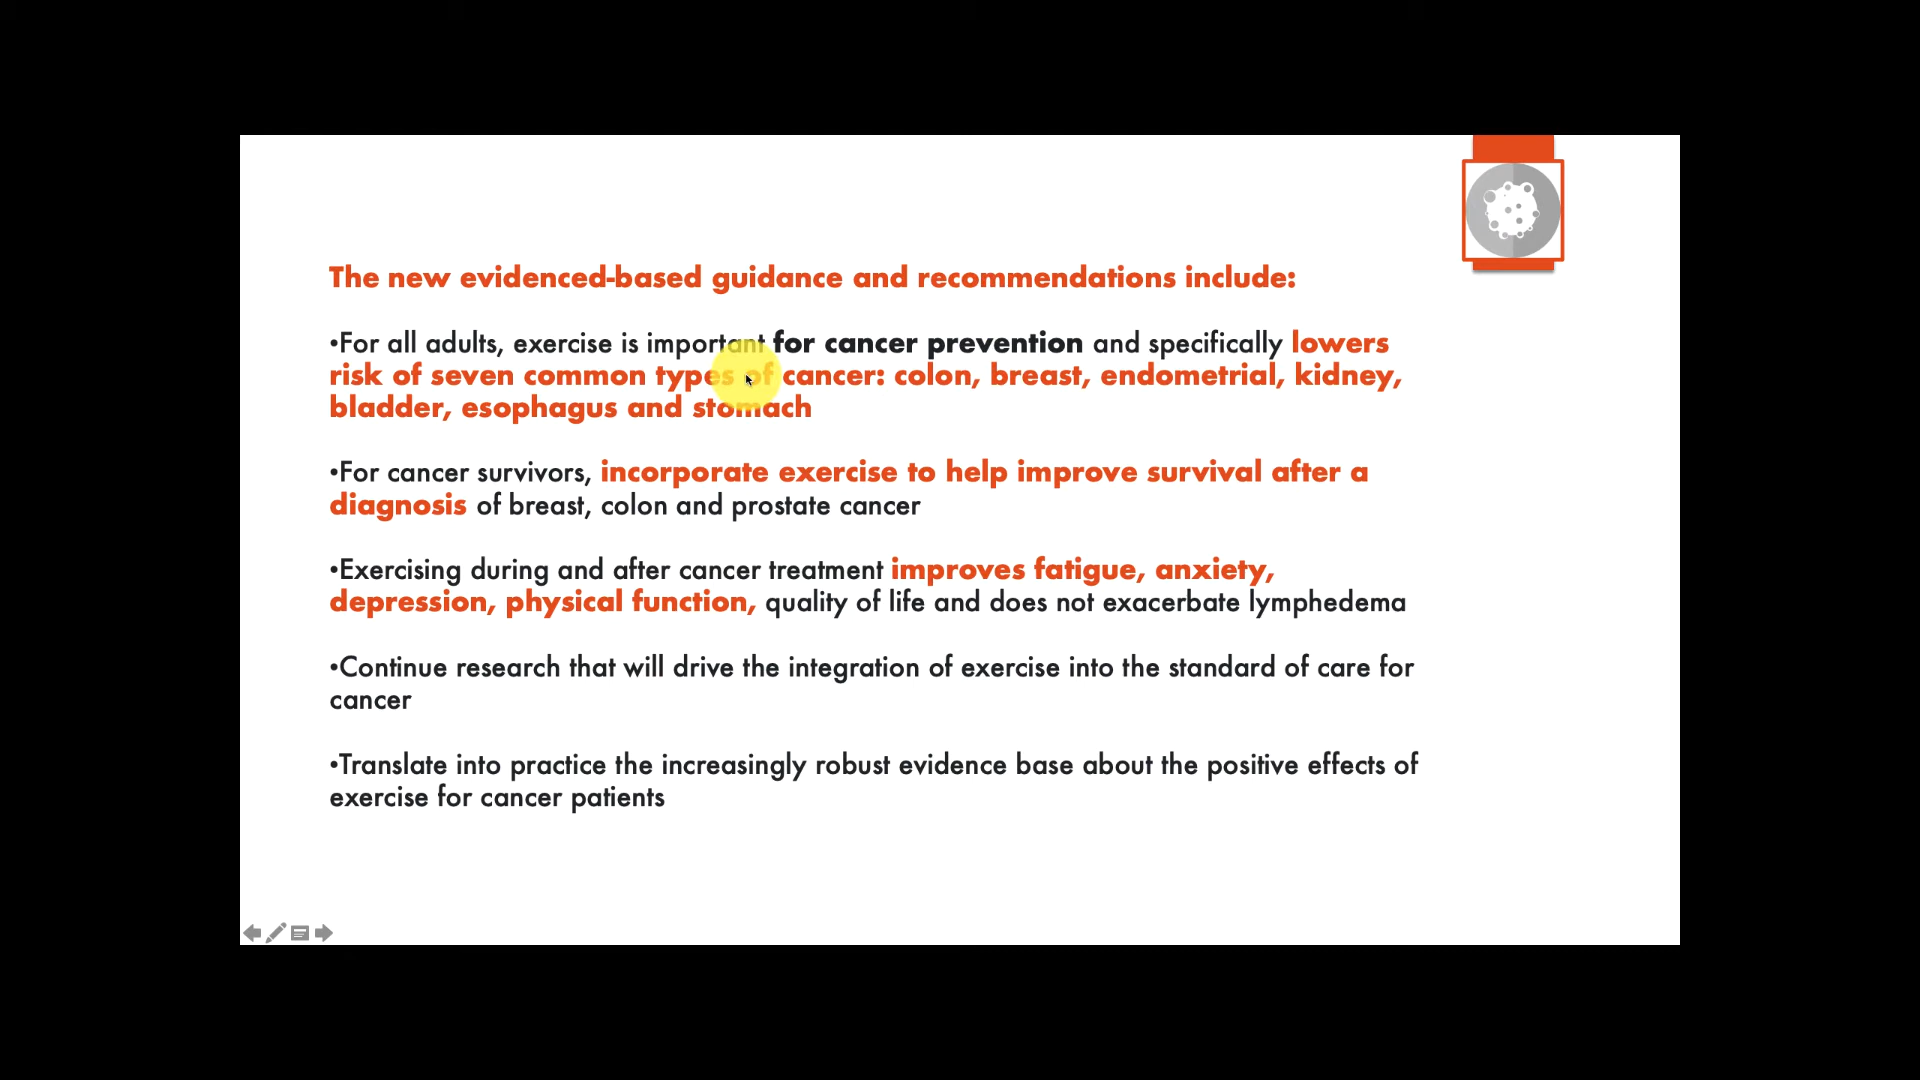 The new evidenced-based guidance and recommendations include:
•For all adults, exercise is important for cancer prevention and specifically lowers
risk of seven common types of cancer: colon, breast, endometrial, kidney,
bladder, esophagus and stomach
•For cancer survivors, incorporate exercise to help improve survival after a
diagnosis of breast, colon and prostate cancer
•Exercising during and after cancer treatment improves fatigue, anxiety,
depression, physical function, quality of life and does not exacerbate lymphedema
•Continue research that will drive the integration of exercise into the standard of care for
cancer
•Translate into practice the increasingly robust evidence base about the positive effects of
exercise for cancer patients